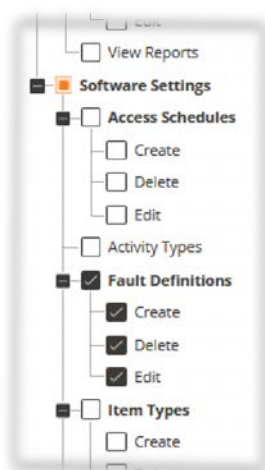 Edit
View Reports
Software Settings
Access Schedules
Create
Delete
Edit
Activity Types
Fault Definitions
Create
Delete
Edit
Item Types
Create